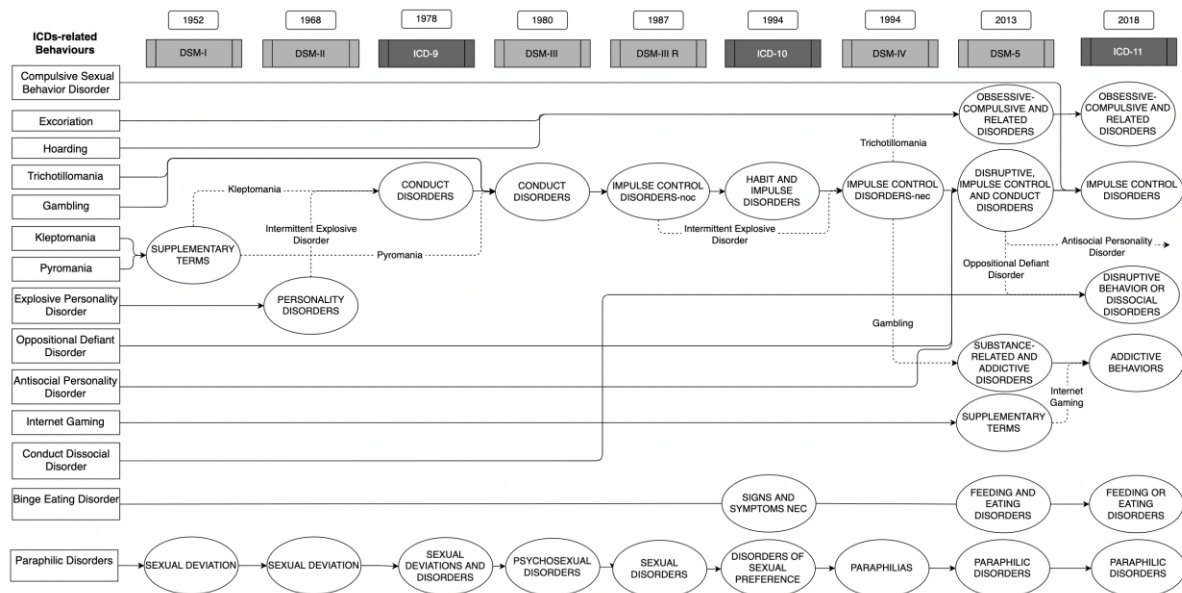 ICDs-related
Behaviours
1952
1968
1978
1980
1987
1994
1994
2013
2018
DSM-I
DSM-II
ICD-9
DSM-III
DSM-III R
ICD-10
DSM-IV
DSM-5
ICD-11
Compulsive Sexual
Behavior Disorder
Excoriation
Hoarding
Trichotillomania
Gambling
Kleptomania
Pyromania
Explosive Personality
Disorder
Oppositional Defiant
Disorder
Antisocial Personality
Disorder
Internet Gaming
Conduct Dissocial
Disorder
Binge Eating Disorder
Paraphilic Disorders
OBSESSIVE-
COMPULSIVE AND
RELATED
DISORDERS
OBSESSIVE-
COMPULSIVE AND
RELATED
DISORDERS
Trichotillomania
Kleptomania
CONDUCT
DISORDERS
CONDUCT
DISORDERS
IMPULSE CONTROL
DISORDERS-noc
HABIT AND
IMPULSE
DISORDERS
IMPULSE CONTROL
DISORDERS-nec
DISRUPTIVE,
IMPULSE CONTROL
AND CONDUCT
DISORDERS
IMPULSE CONTROL
DISORDERS
Intermittent Explosive
Disorder
Intermittent Explosive
Disorder
SUPPLEMENTARY
TERMS
Pyromania
Antisocial Personality
Disorder
Oppositional Defiant
Disorder
PERSONALITY
DISORDERS
DISRUPTIVE
BEHAVIOR OR
DISSOCIAL
DISORDERS
Gambling
SUBSTANCE-
RELATED AND
ADDICTIVE
DISORDERS
ADDICTIVE
BEHAVIORS
Internet
Gaming
SUPPLEMENTARY
TERMS
SIGNS AND
SYMPTOMS NEC
FEEDING AND
EATING
DISORDERS
FEEDING OR
EATING
DISORDERS
SEXUAL DEVIATION
SEXUAL DEVIATION
SEXUAL
DEVIATIONS AND
DISORDERS
PSYCHOSEXUAL
DISORDERS
SEXUAL
DISORDERS
DISORDERS OF
SEXUAL
PREFERENCE
PARAPHILIAS
PARAPHILIC
DISORDERS
PARAPHILIC
DISORDERS